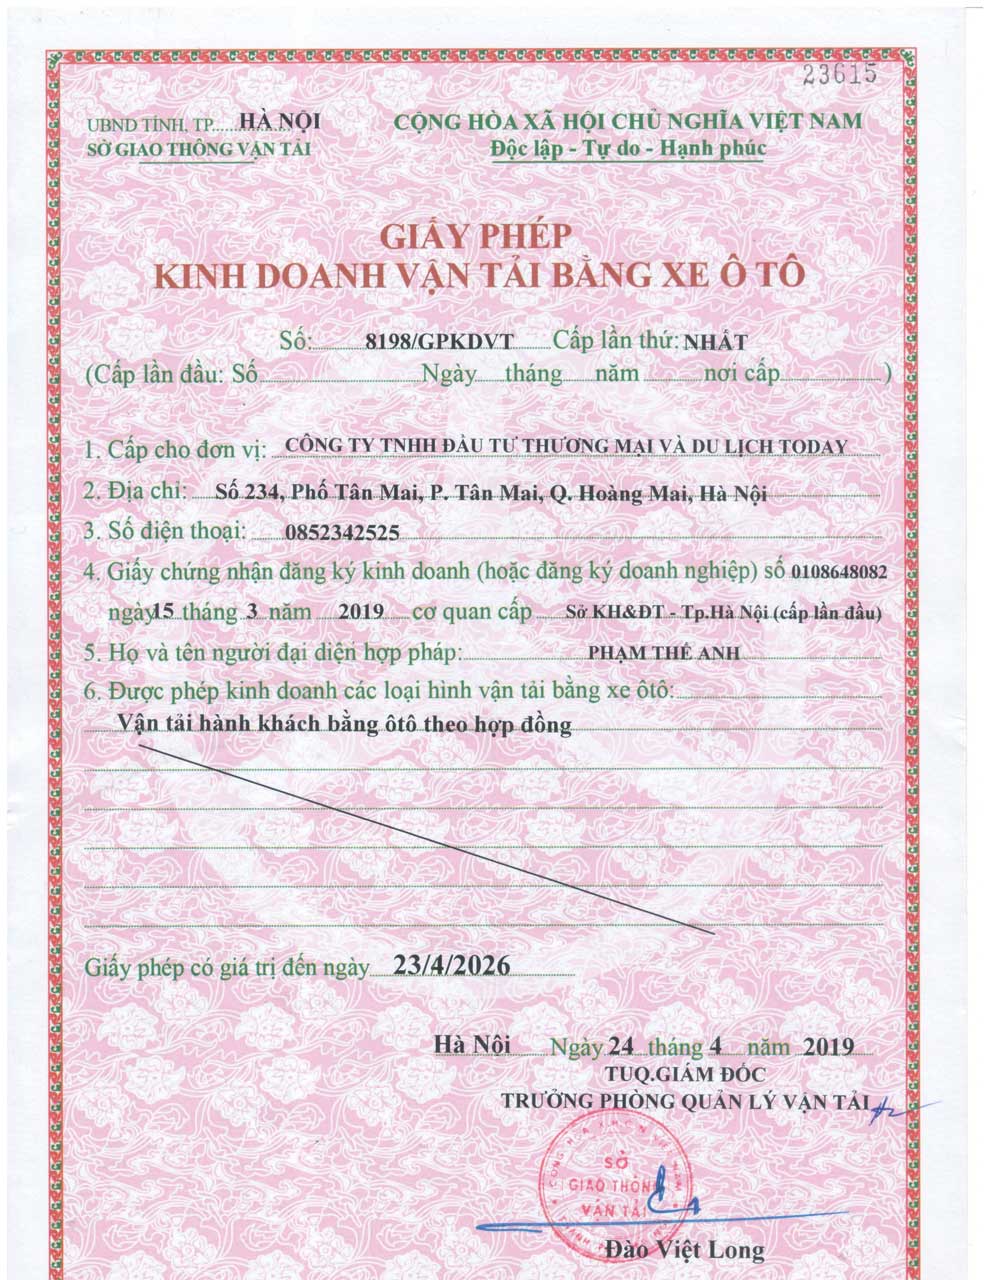 23615
UBND TỈNH, TP.................HÀ NỘI
SỞ GIAO THÔNG VẬN TẢI
CỘNG HÒA XÃ HỘI CHỦ NGHĨA VIỆT NAM
Độc lập - Tự do - Hạnh phúc
GIẤY PHÉP
KINH DOANH VẬN TẢI BẰNG XE Ô TÔ
Số: 8198/GPKDVT Cấp lần thứ: NHẤT
(Cấp lần đầu: Số Ngày tháng năm nơi cấp )
1. Cấp cho đơn vị: CÔNG TY TNHH ĐẦU TƯ THƯƠNG MẠI VÀ DU LỊCH TODAY
2. Địa chỉ: Số 234, Phố Tân Mai, P. Tân Mai, Q. Hoàng Mai, Hà Nội
3. Số điện thoại: 0852342525
4. Giấy chứng nhận đăng ký kinh doanh (hoặc đăng ký doanh nghiệp) số 0108648082
ngày 15 tháng 3 năm 2019 cơ quan cấp Sở KH&ĐT - Tp.Hà Nội (cấp lần đầu)
5. Họ và tên người đại diện hợp pháp: PHẠM THẾ ANH
6. Được phép kinh doanh các loại hình vận tải bằng xe ôtô:
Vận tải hành khách bằng ôtô theo hợp đồng
Giấy phép có giá trị đến ngày 23/4/2026
Hà Nội Ngày 24 tháng 4 năm 2019
TUQ.GIÁM ĐỐC
TRƯỞNG PHÒNG QUẢN LÝ VẬN TẢI
SỞ
GIAO THÔNG
VẬN TẢI
Đào Việt Long